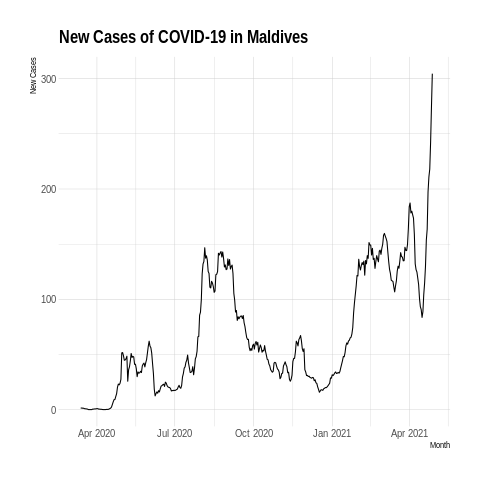 New Cases of COVID-19 in Maldives
New Cases
300
200
100
0
Apr 2020 Jul 2020 Oct 2020 Jan 2021 Apr 2021
Month